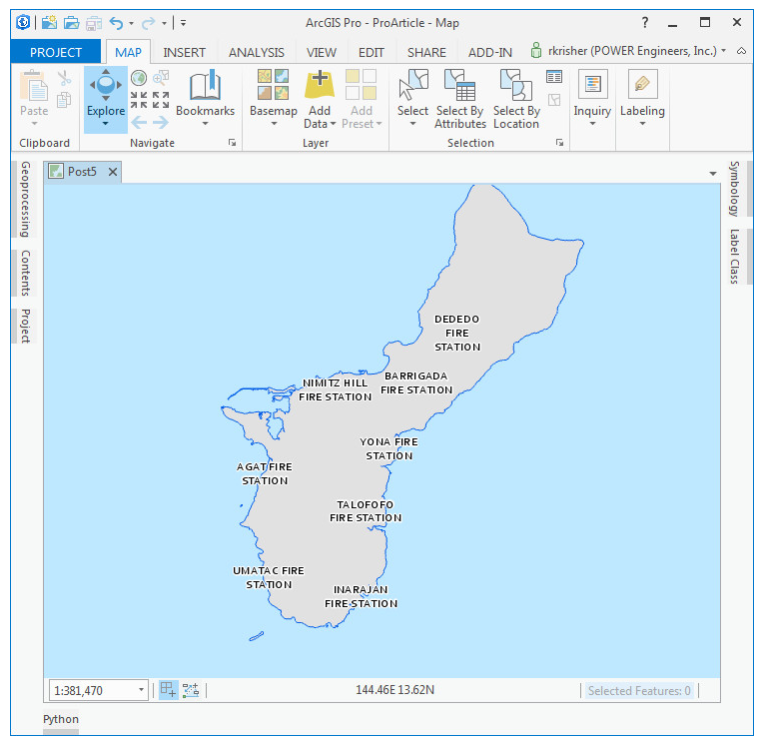 ArcGIS Pro - ProArticle - Map
?
PROJECT MAP INSERT ANALYSIS VIEW EDIT SHARE ADD-IN rkrisher (POWER Engineers, Inc.)
Paste
Explore
Bookmarks
Basemap
Add
Data
Add
Preset
Select
Select By
Attributes
Select By
Location
Inquiry
Labeling
Clipboard
Navigate
Layer
Selection
Geoprocessing
Contents
Project
Post5
Symbology
Label Class
DEDEDO
FIRE
STATION
NIMITZ HILL
FIRE STATION
BARRIGADA
FIRE STATION
YONA FIRE
STATION
AGAT FIRE
STATION
TALOFOFO
FIRE STATION
UMATAC FIRE
STATION
INARAJAN
FIRE STATION
1:381,470
144.46E 13.62N
Selected Features: 0
Python